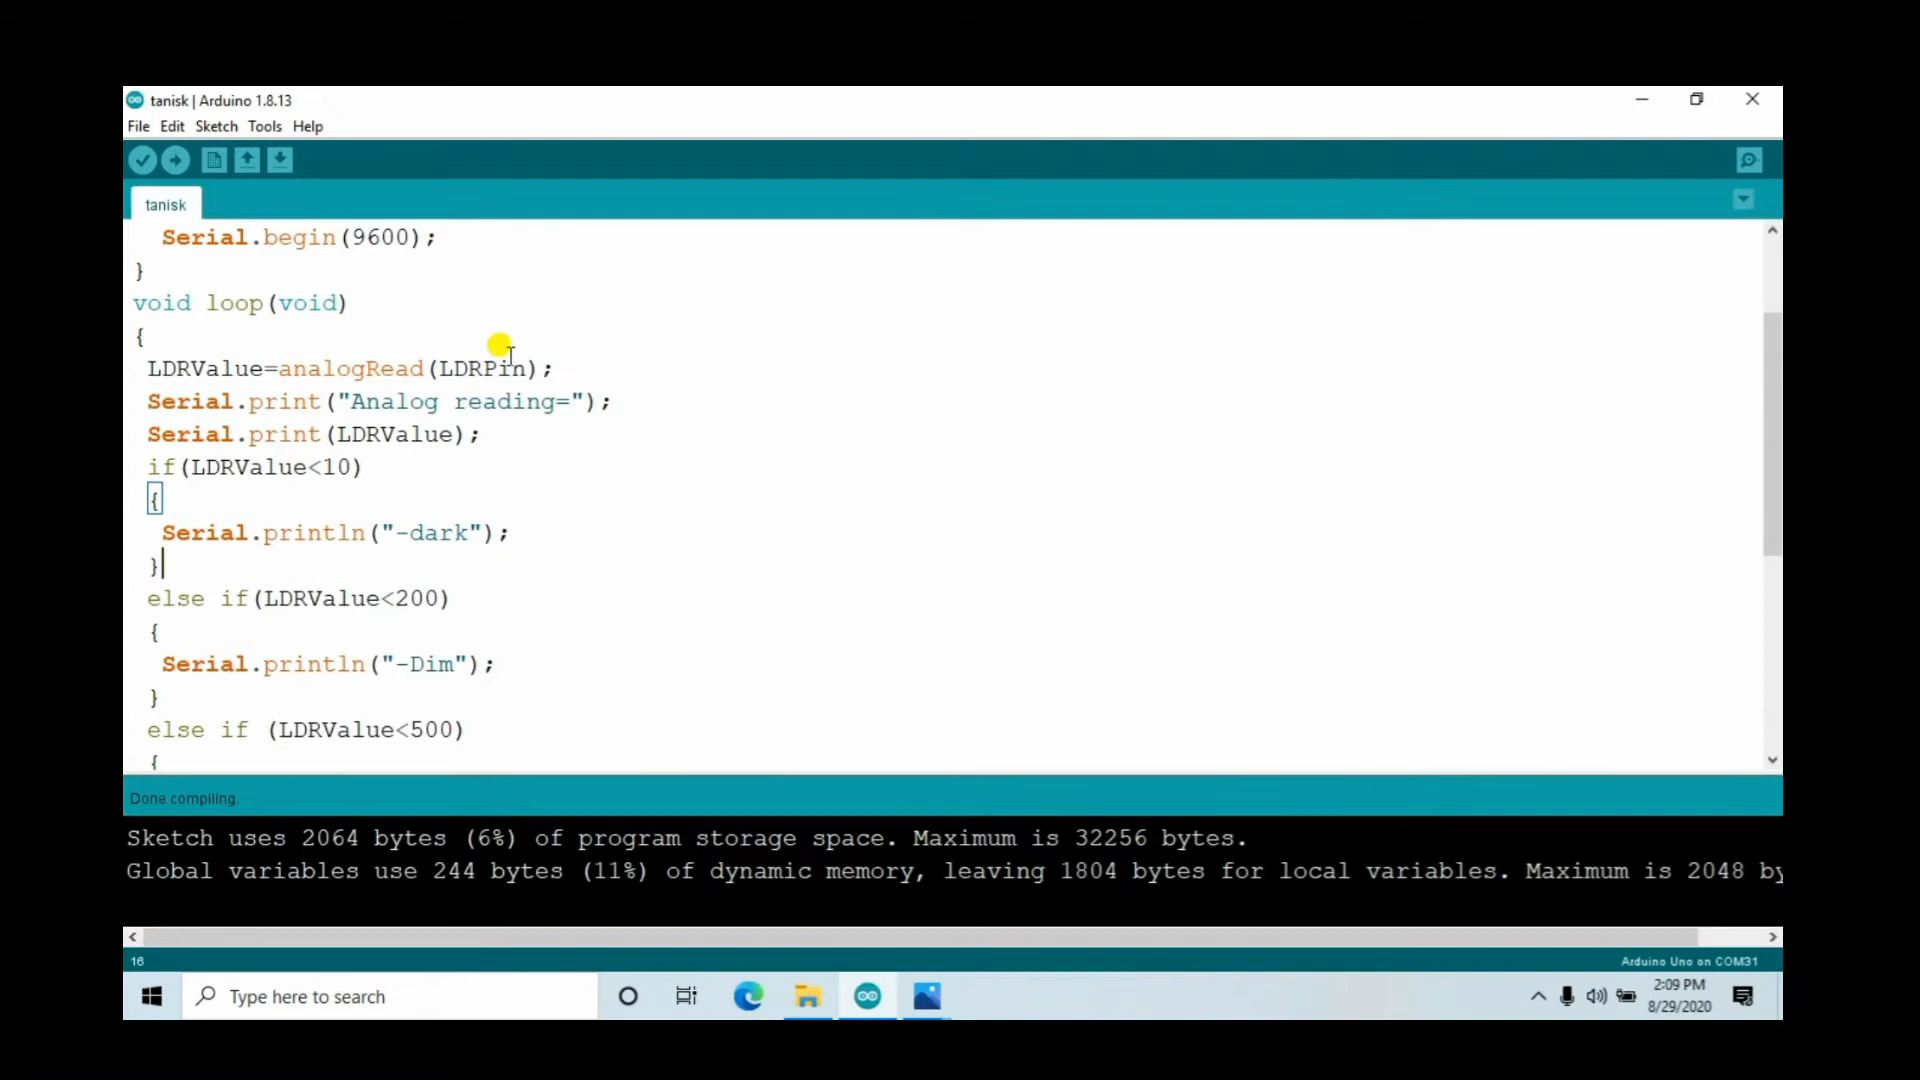 tanisk | Arduino 1.8.13
File Edit Sketch Tools Help
tanisk
Serial.begin(9600);
}
void loop(void)
{
LDRValue=analogRead(LDRPin);
Serial.print("Analog reading=");
Serial.print(LDRValue);
if(LDRValue<10)
{
Serial.println("-dark");
}
else if(LDRValue<200)
{
Serial.println("-Dim");
}
else if (LDRValue<500)
{
Done compiling.
Sketch uses 2064 bytes (6%) of program storage space. Maximum is 32256 bytes.
Global variables use 244 bytes (11%) of dynamic memory, leaving 1804 bytes for local variables. Maximum is 2048 by
16
Arduino Uno on COM31
Type here to search
2:09 PM
8/29/2020